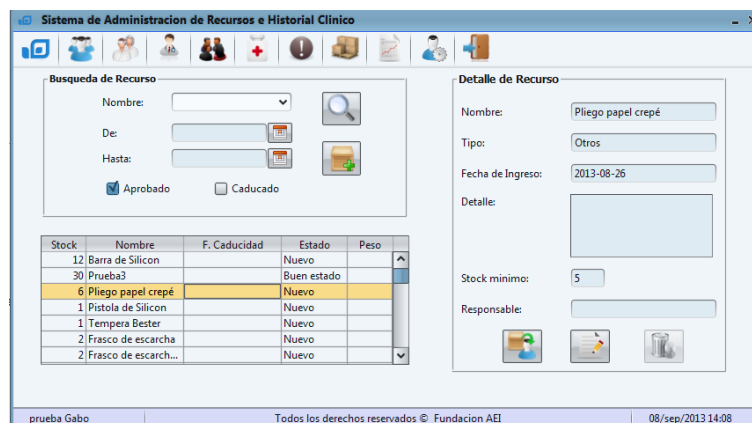 Sistema de Administracion de Recursos e Historial Clinico
Busqueda de Recurso
Nombre:
De:
Hasta:
Aprobado Caducado
Stock Nombre F. Caducidad Estado Peso
12 Barra de Silicon Nuevo
30 Prueba3 Buen estado
6 Pliego papel crepé Nuevo
1 Pistola de Silicon Nuevo
1 Tempera Bester Nuevo
2 Frasco de escarcha Nuevo
2 Frasco de escarch... Nuevo
Detalle de Recurso
Nombre: Pliego papel crepé
Tipo: Otros
Fecha de Ingreso: 2013-08-26
Detalle:
Stock minimo: 5
Responsable:
prueba Gabo Todos los derechos reservados © Fundacion AEI 08/sep/2013 14:08